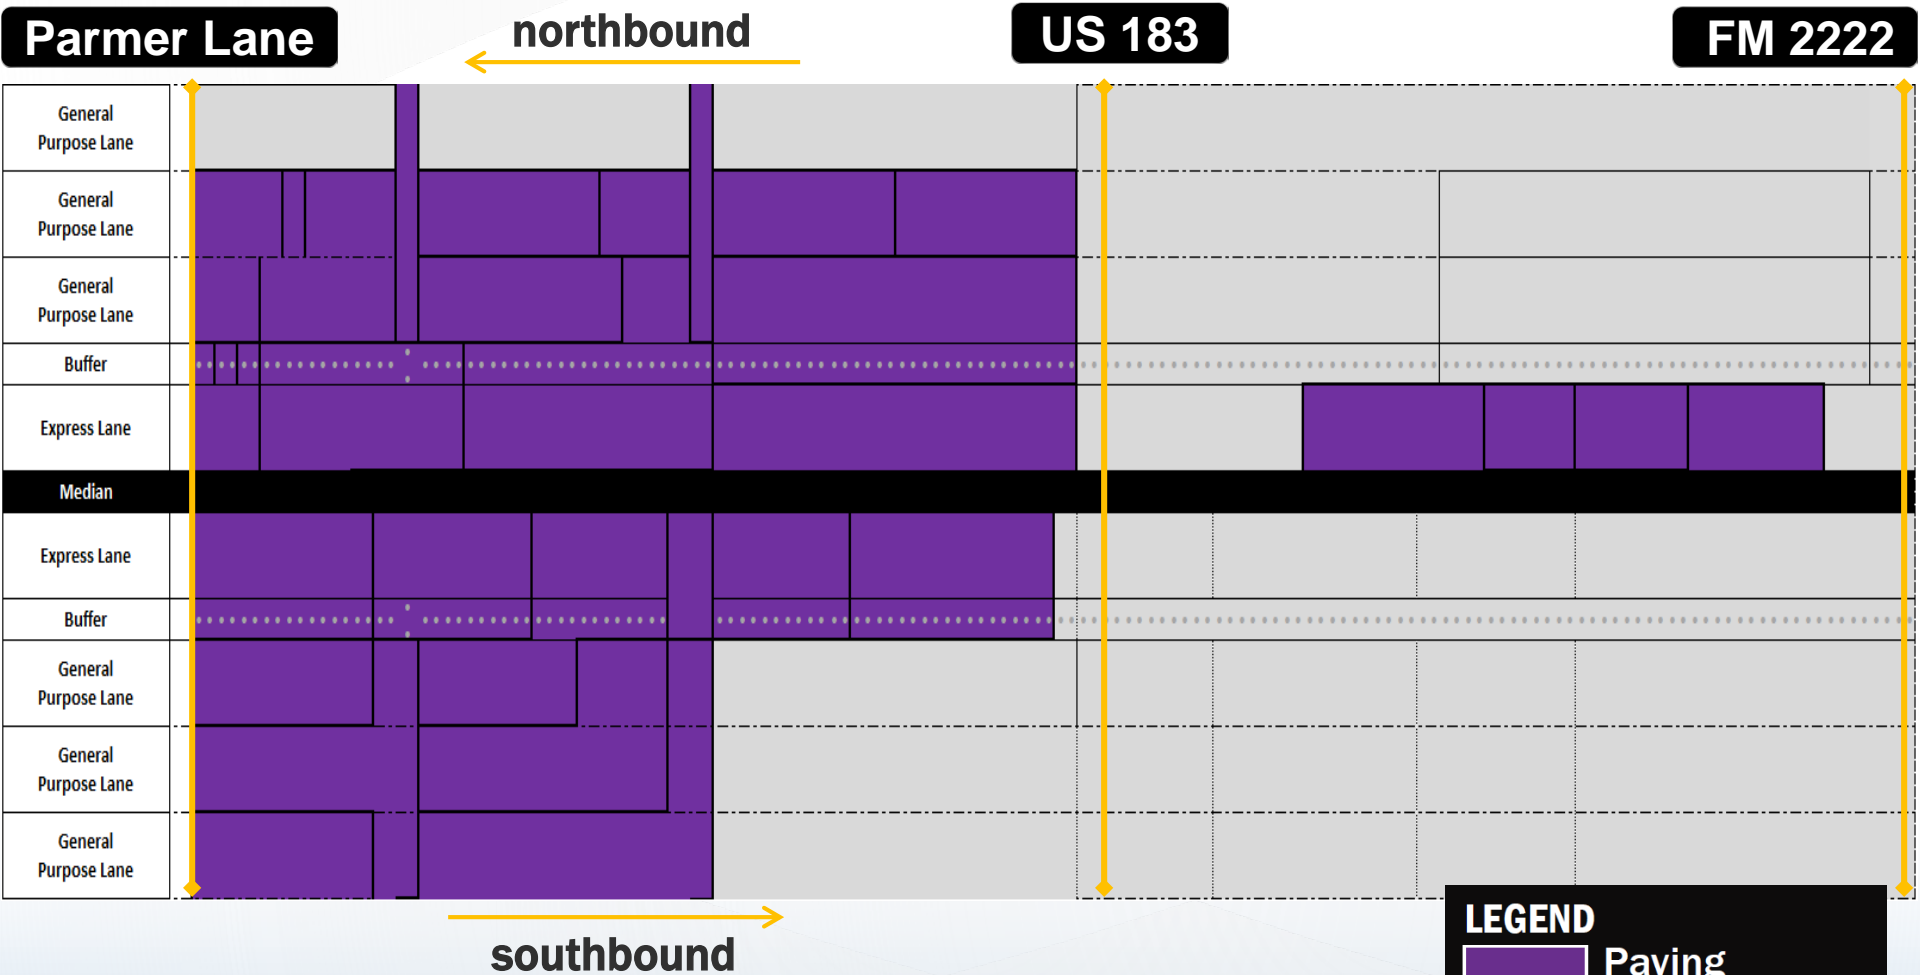 Parmer Lane
northbound
US 183
FM 2222
General
Purpose Lane
General
Purpose Lane
General
Purpose Lane
Buffer
Express Lane
Median
Express Lane
Buffer
General
Purpose Lane
General
Purpose Lane
General
Purpose Lane
southbound
LEGEND
Paving